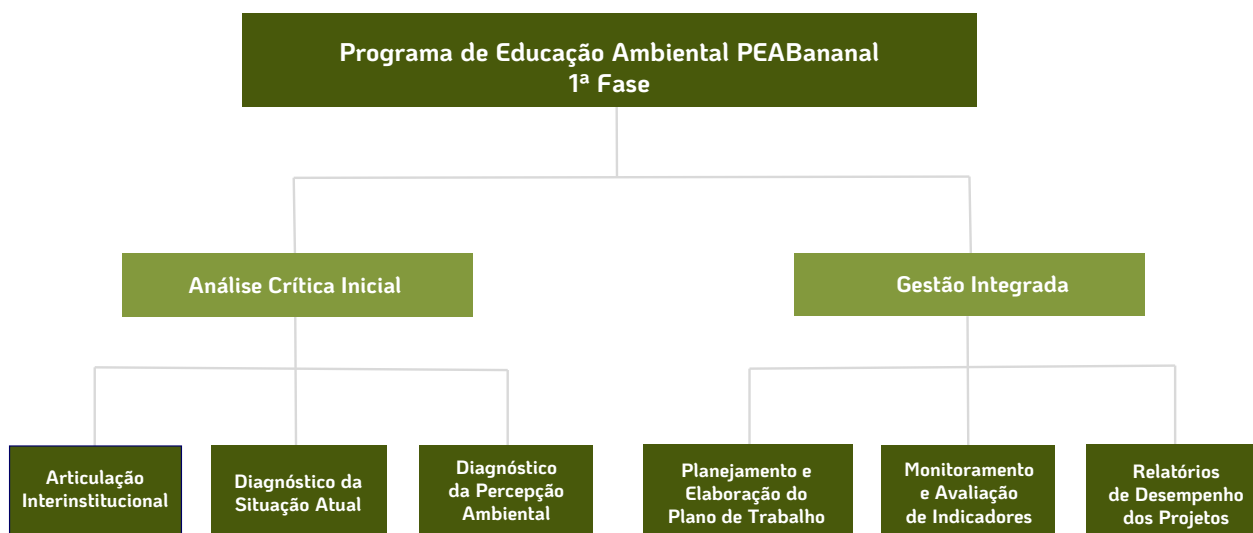 Programa de Educação Ambiental PEABananal
1ª Fase
Análise Crítica Inicial
Gestão Integrada
Articulação
Interinstitucional
Diagnóstico da
Situação Atual
Diagnóstico
da Percepção
Ambiental
Planejamento e
Elaboração do
Plano de Trabalho
Monitoramento
e Avaliação
de Indicadores
Relatórios
de Desempenho
dos Projetos